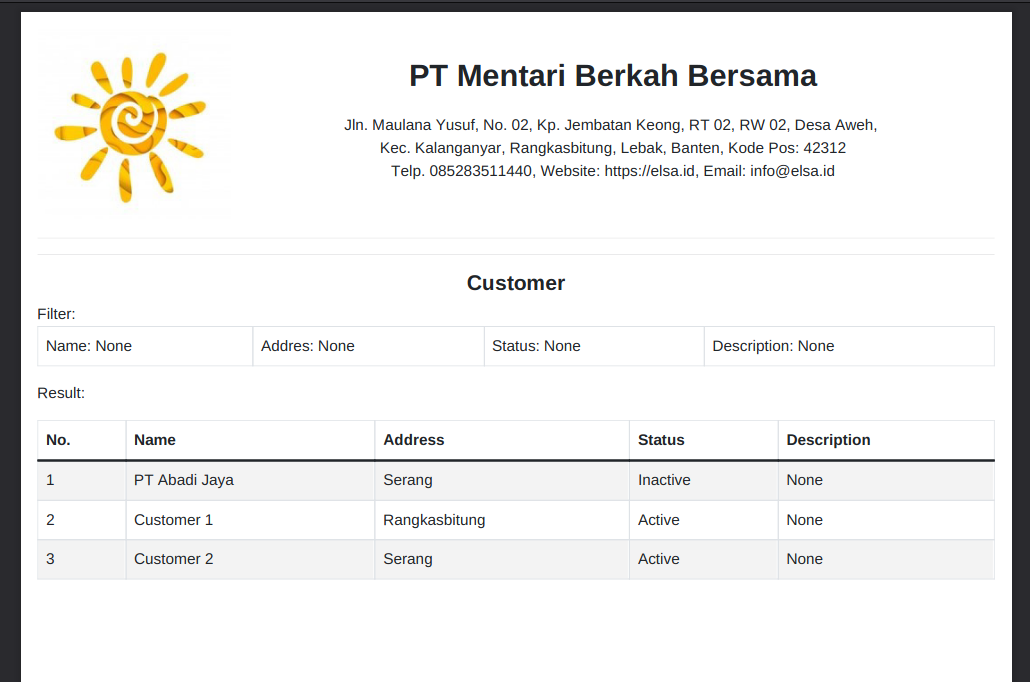 PT Mentari Berkah Bersama
Jln. Maulana Yusuf, No. 02, Kp. Jembatan Keong, RT 02, RW 02, Desa Aweh,
Kec. Kalanganyar, Rangkasbitung, Lebak, Banten, Kode Pos: 42312
Telp. 085283511440, Website: https://elsa.id, Email: info@elsa.id
Customer
Filter:
Name: None Addres: None Status: None Description: None
Result:
No. Name Address Status Description
1 PT Abadi Jaya Serang Inactive None
2 Customer 1 Rangkasbitung Active None
3 Customer 2 Serang Active None